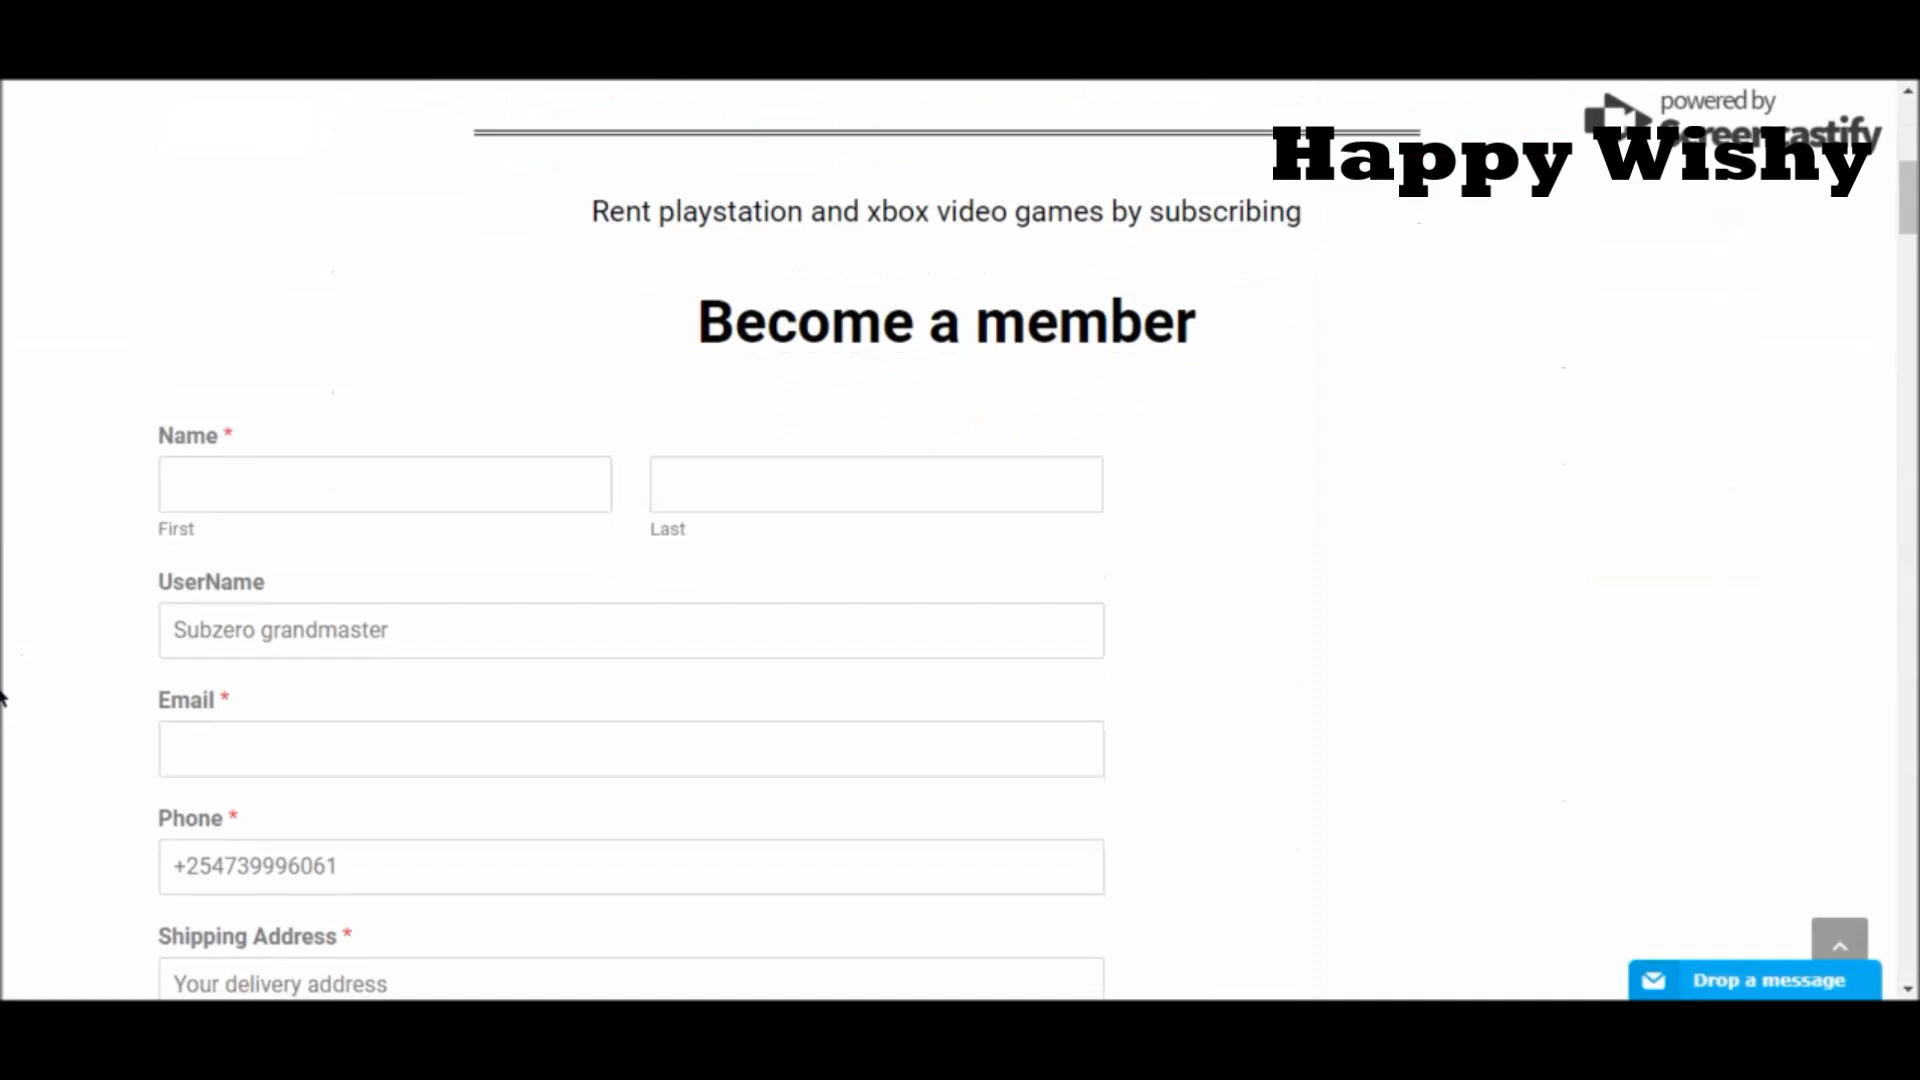 powered by
Screencastify
Happy Wishy
Rent playstation and xbox video games by subscribing
Become a member
Name *
First Last
UserName
Subzero grandmaster
Email *
Phone *
+254739996061
Shipping Address *
Your delivery address
Drop a message